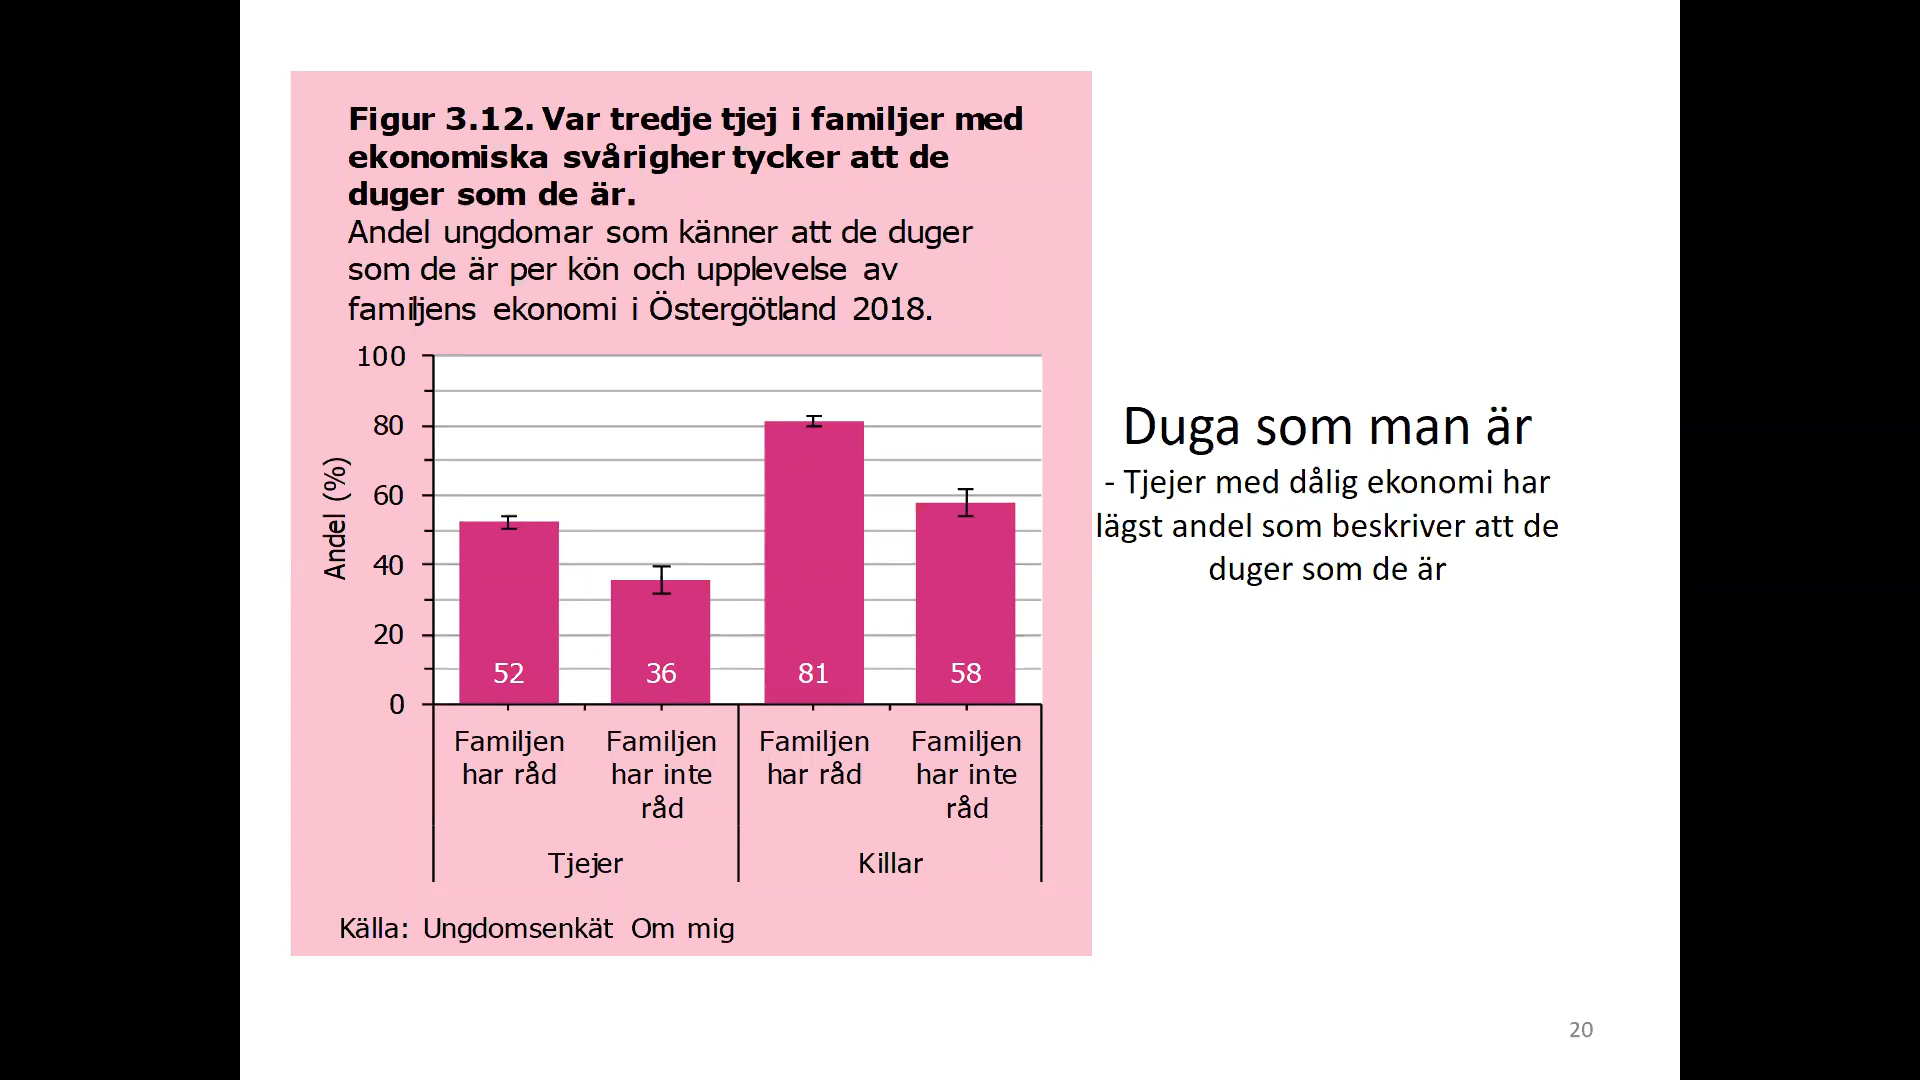 Figur 3.12. Var tredje tjej i familjer med
ekonomiska svårigher tycker att de
duger som de är.
Andel ungdomar som känner att de duger
som de är per kön och upplevelse av
familjens ekonomi i Östergötland 2018.
100
80
60
40
20
0
Andel (%)
52
36
81
58
Familjen
har råd
Familjen
har inte
råd
Familjen
har råd
Familjen
har inte
råd
Tjejer
Killar
Källa: Ungdomsenkät Om mig
Duga som man är
- Tjejer med dålig ekonomi har
lägst andel som beskriver att de
duger som de är
20